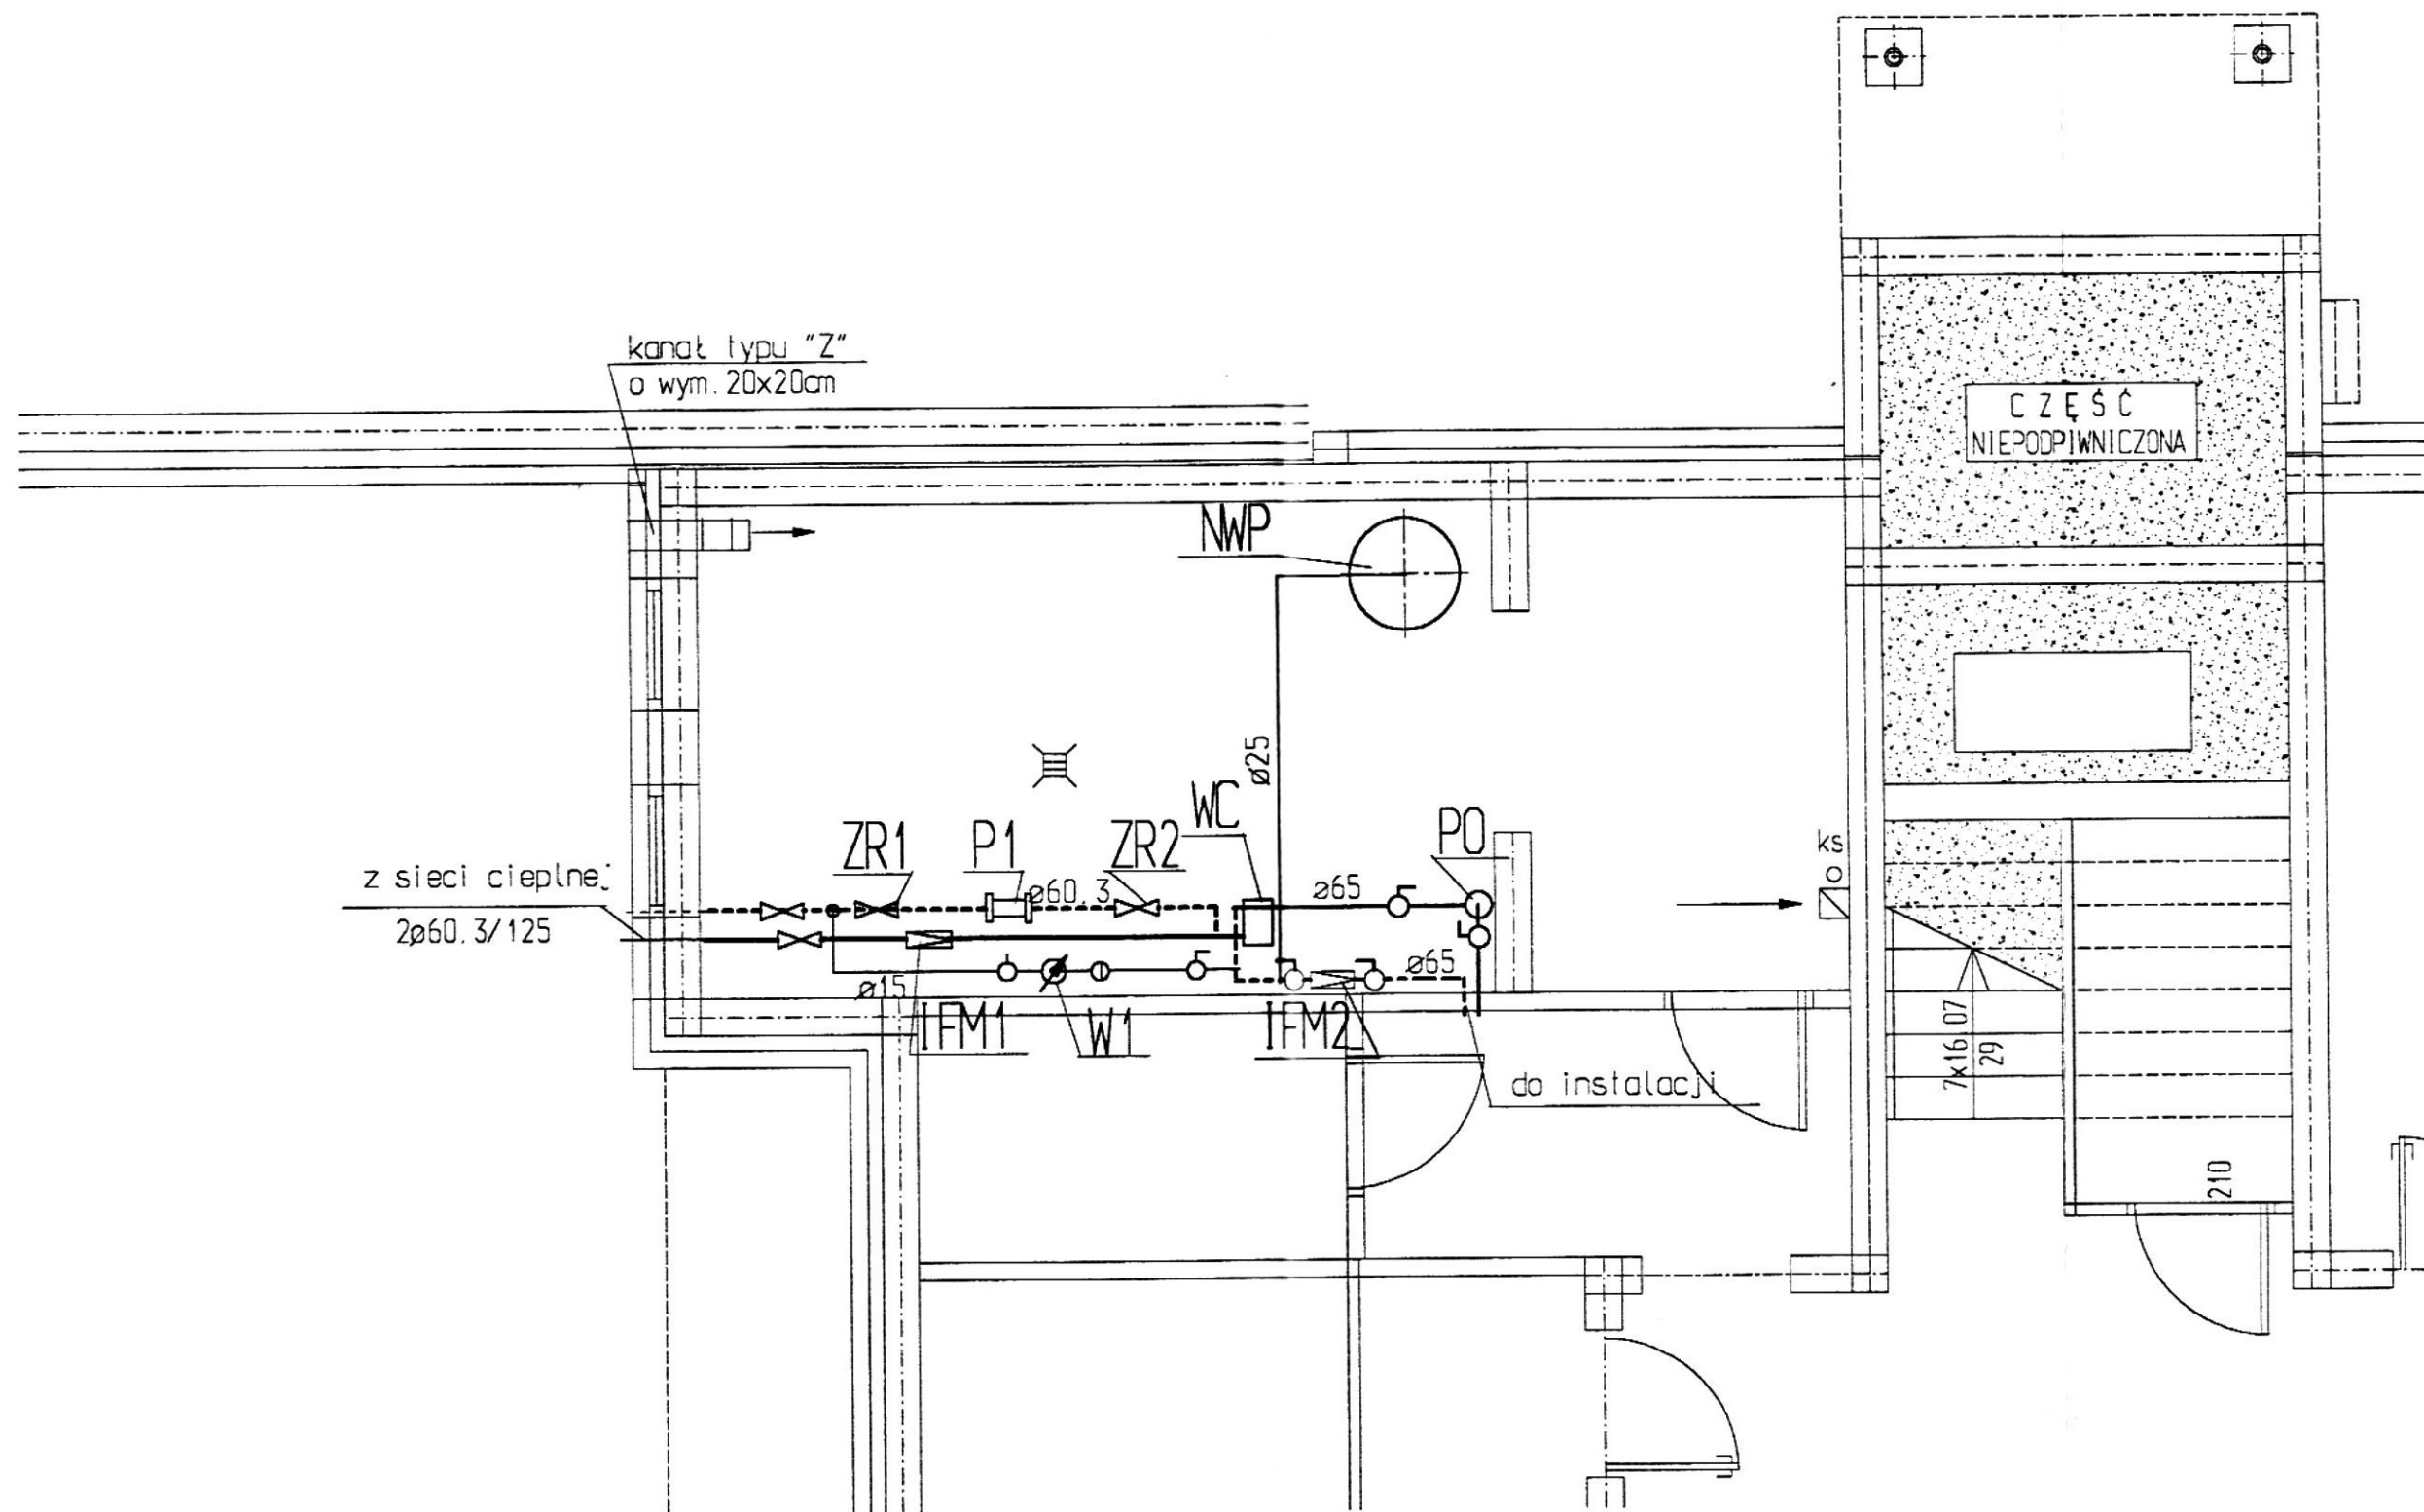 kanał typu "Z"
o wym. 20x20cm
CZĘŚĆ
NIEPODPIWNICZONA
NWP
ø25
WC
ZR1
P1
ZR2
PO
ks
z sieci cieplnej
2ø60.3/125
ø60.3
ø65
ø15
ø65
IFM1
W1
IFM2
do instalacji
7x16.07
29
210